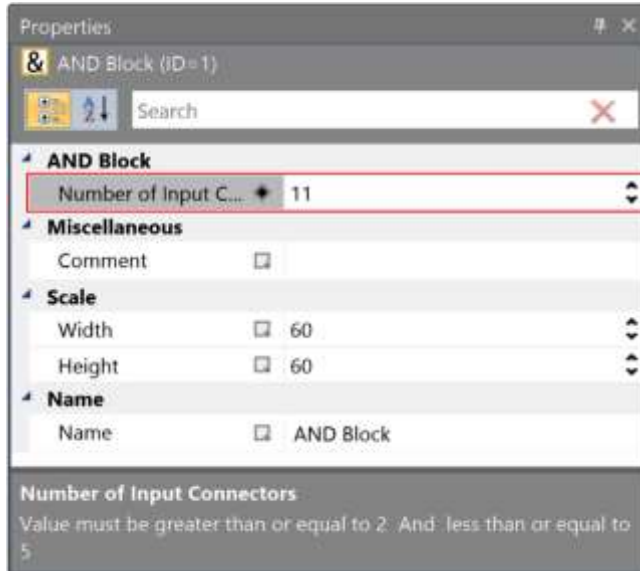 Properties
& AND Block (ID=1)
A Z Search
AND Block
Number of Input C... 11
Miscellaneous
Comment
Scale
Width 60
Height 60
Name
Name AND Block
Number of Input Connectors
Value must be greater than or equal to 2 And less than or equal to
5